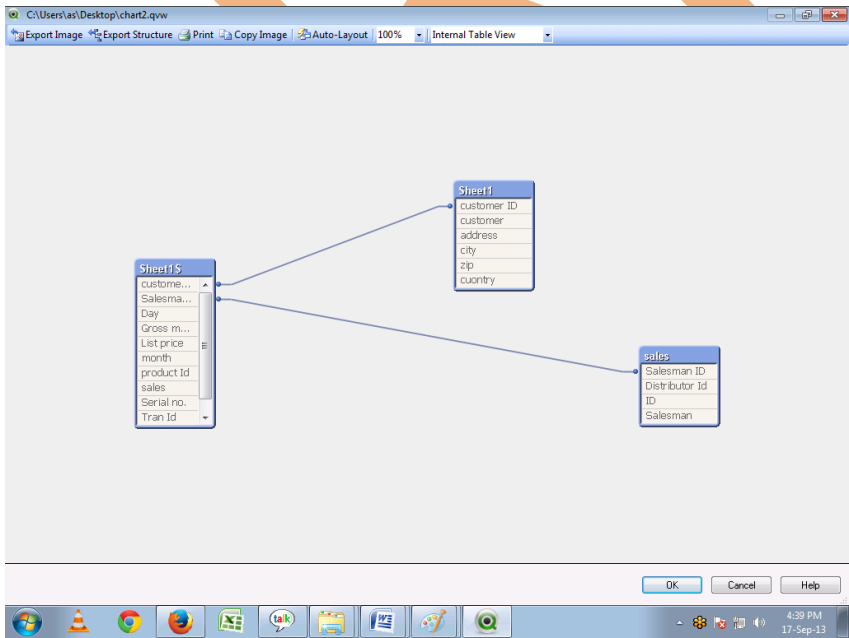 C:\Users\as\Desktop\chart2.qvw
Export Image Export Structure Print Copy Image Auto-Layout 100% Internal Table View
Sheet1
customer ID
customer
address
city
zip
cuontry
Sheet1$
custome...
Salesma...
Day
Gross m...
List price
month
product Id
sales
Serial no.
Tran Id
sales
Salesman ID
Distributor Id
ID
Salesman
OK Cancel Help
talk
4:39 PM
17-Sep-13